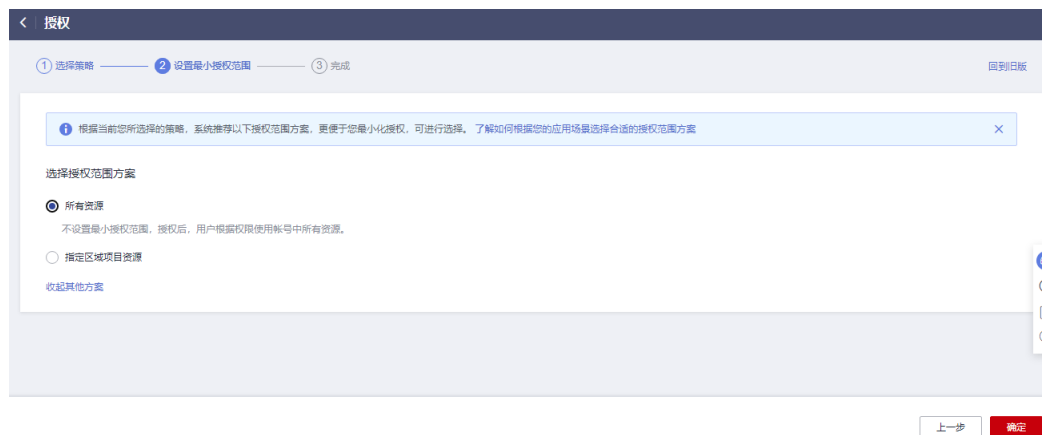 授权
1 选择策略 2 设置最小授权范围 3 完成 回到旧版
根据当前您所选择的策略，系统推荐以下授权范围方案，更便于您最小化授权，可进行选择。 了解如何根据您的应用场景选择合适的授权范围方案
选择授权范围方案
所有资源
不设置最小授权范围，授权后，用户根据权限使用帐号中所有资源。
指定区域项目资源
收起其他方案
上一步 确定